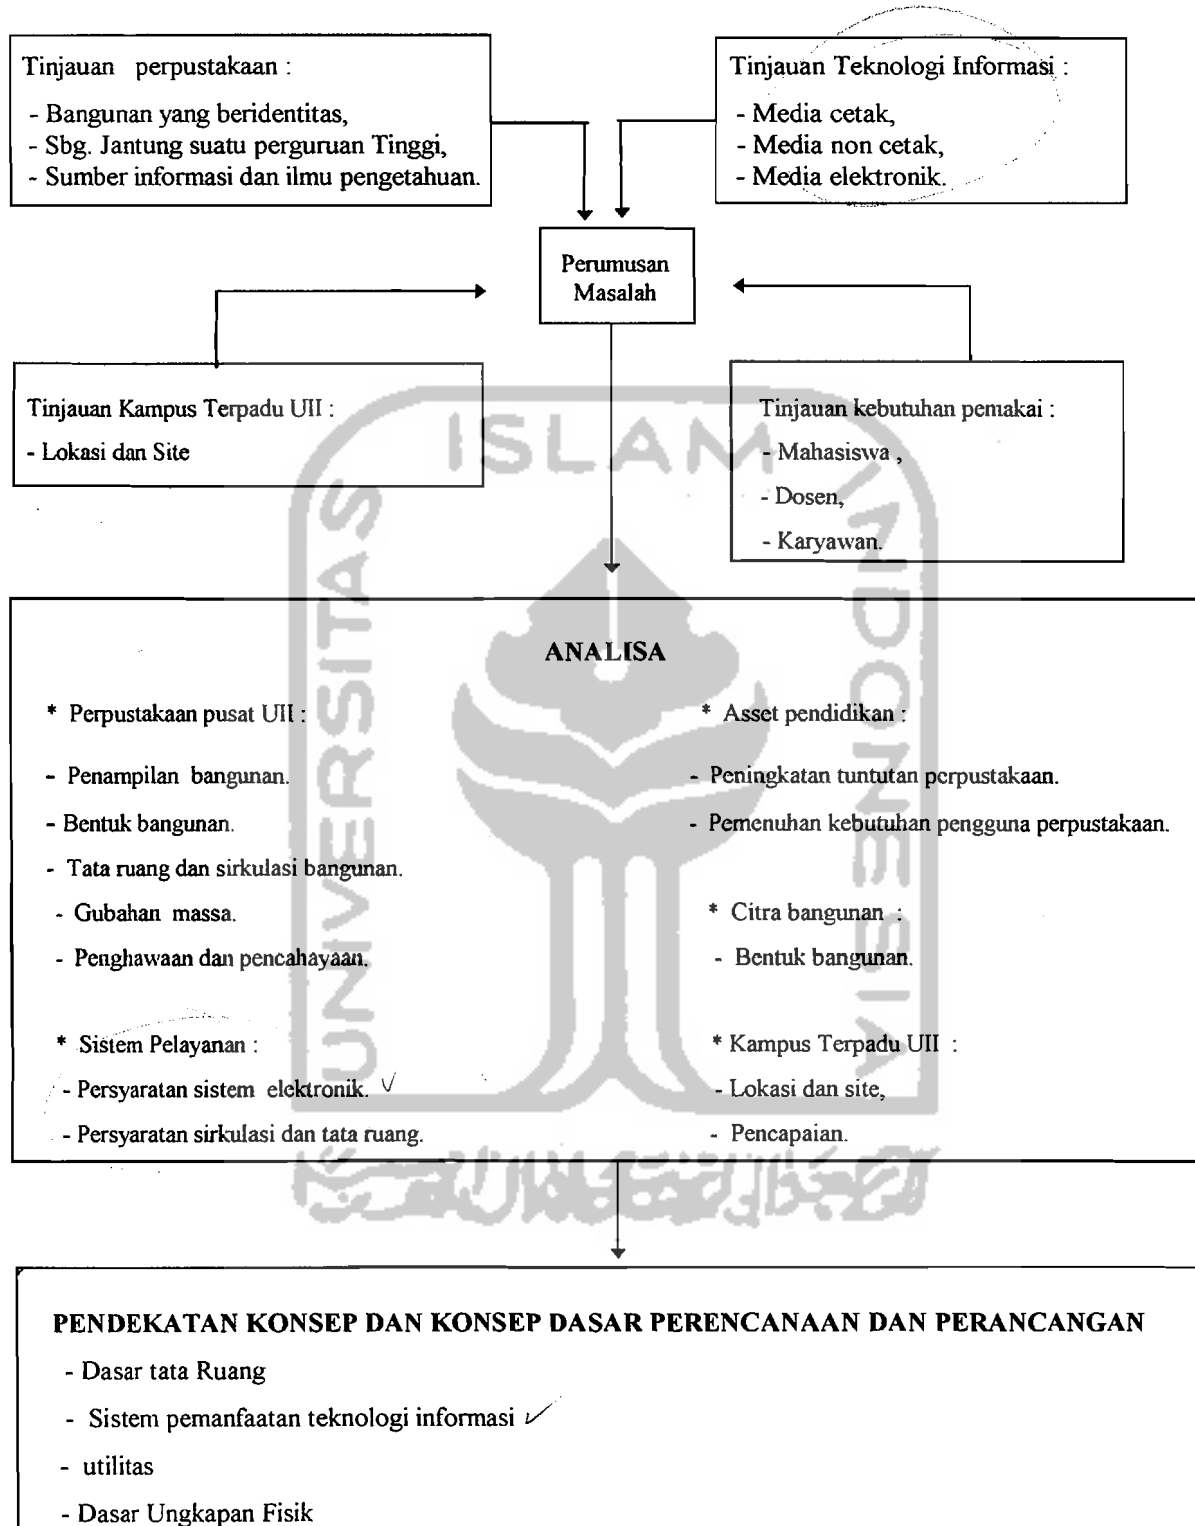 Tinjauan perpustakaan :
- Bangunan yang beridentitas,
- Sbg. Jantung suatu perguruan Tinggi,
- Sumber informasi dan ilmu pengetahuan.
Tinjauan Teknologi Informasi :
- Media cetak,
- Media non cetak,
- Media elektronik.
Perumusan
Masalah
Tinjauan Kampus Terpadu UII :
- Lokasi dan Site
Tinjauan kebutuhan pemakai :
- Mahasiswa ,
- Dosen,
- Karyawan.
ANALISA
* Perpustakaan pusat UII :
- Penampilan bangunan.
- Bentuk bangunan.
- Tata ruang dan sirkulasi bangunan.
- Gubahan massa.
- Penghawaan dan pencahayaan.
* Sistem Pelayanan :
- Persyaratan sistem elektronik. √
- Persyaratan sirkulasi dan tata ruang.
* Asset pendidikan :
- Peningkatan tuntutan perpustakaan.
- Pemenuhan kebutuhan pengguna perpustakaan.
* Citra bangunan :
- Bentuk bangunan.
* Kampus Terpadu UII :
- Lokasi dan site,
- Pencapaian.
PENDEKATAN KONSEP DAN KONSEP DASAR PERENCANAAN DAN PERANCANGAN
- Dasar tata Ruang
- Sistem pemanfaatan teknologi informasi √
- utilitas
- Dasar Ungkapan Fisik
UNIVERSITAS
ISLAM
INDONESIA